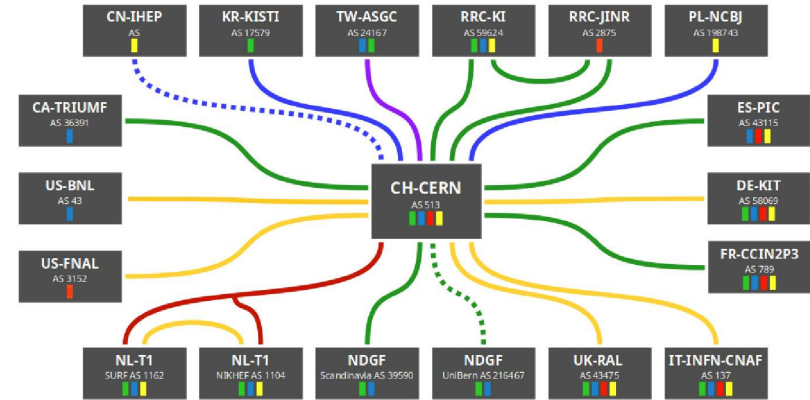 CN-IHEP
AS
KR-KISTI
AS 17579
TW-ASGC
AS 24167
RRC-KI
AS 59624
RRC-JINR
AS 2875
PL-NCBJ
AS 198743
CA-TRIUMF
AS 36391
ES-PIC
AS 43115
CH-CERN
AS 513
US-BNL
AS 43
DE-KIT
AS 58069
US-FNAL
AS 3152
FR-CCIN2P3
AS 789
NL-T1
SURF AS 1162
NL-T1
NIKHEF AS 1104
NDGF
Scandinavia AS 39590
NDGF
UniBern AS 216467
UK-RAL
AS 43475
IT-INFN-CNAF
AS 137